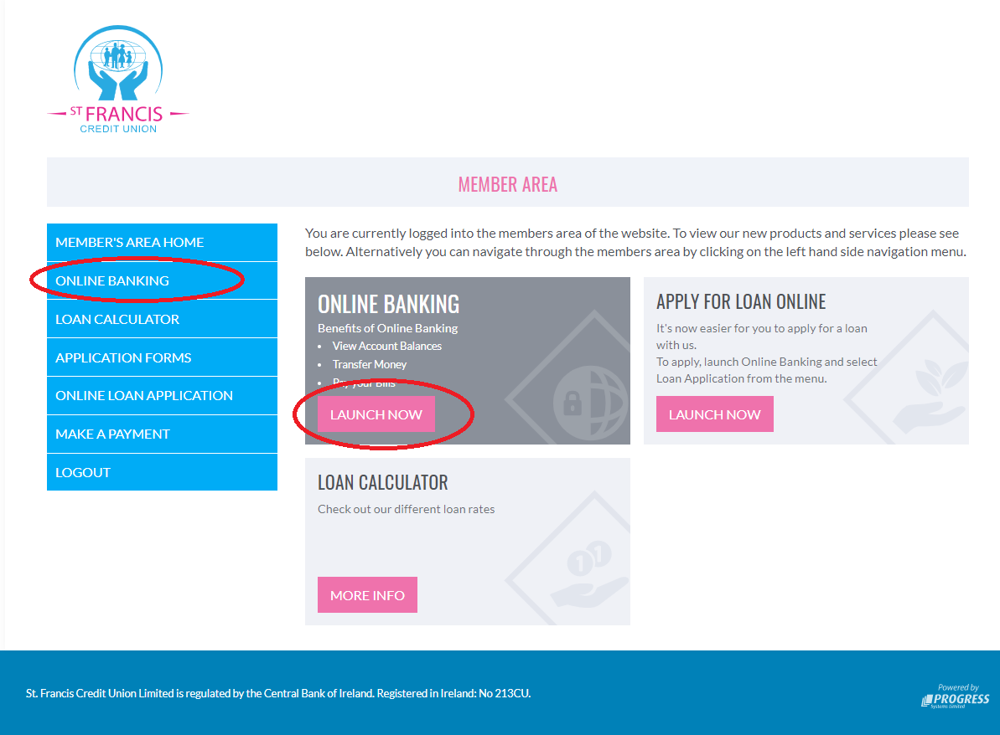 ST FRANCIS
CREDIT UNION
MEMBER AREA
MEMBER'S AREA HOME
ONLINE BANKING
LOAN CALCULATOR
APPLICATION FORMS
ONLINE LOAN APPLICATION
MAKE A PAYMENT
LOGOUT
You are currently logged into the members area of the website. To view our new products and services please see
below. Alternatively you can navigate through the members area by clicking on the left hand side navigation menu.
ONLINE BANKING
Benefits of Online Banking
• View Account Balances
• Transfer Money
• Pay your Bills
LAUNCH NOW
APPLY FOR LOAN ONLINE
It's now easier for you to apply for a loan
with us.
To apply, launch Online Banking and select
Loan Application from the menu.
LAUNCH NOW
LOAN CALCULATOR
Check out our different loan rates
MORE INFO
St. Francis Credit Union Limited is regulated by the Central Bank of Ireland. Registered in Ireland: No 213CU.
Powered by
PROGRESS
Systems Limited